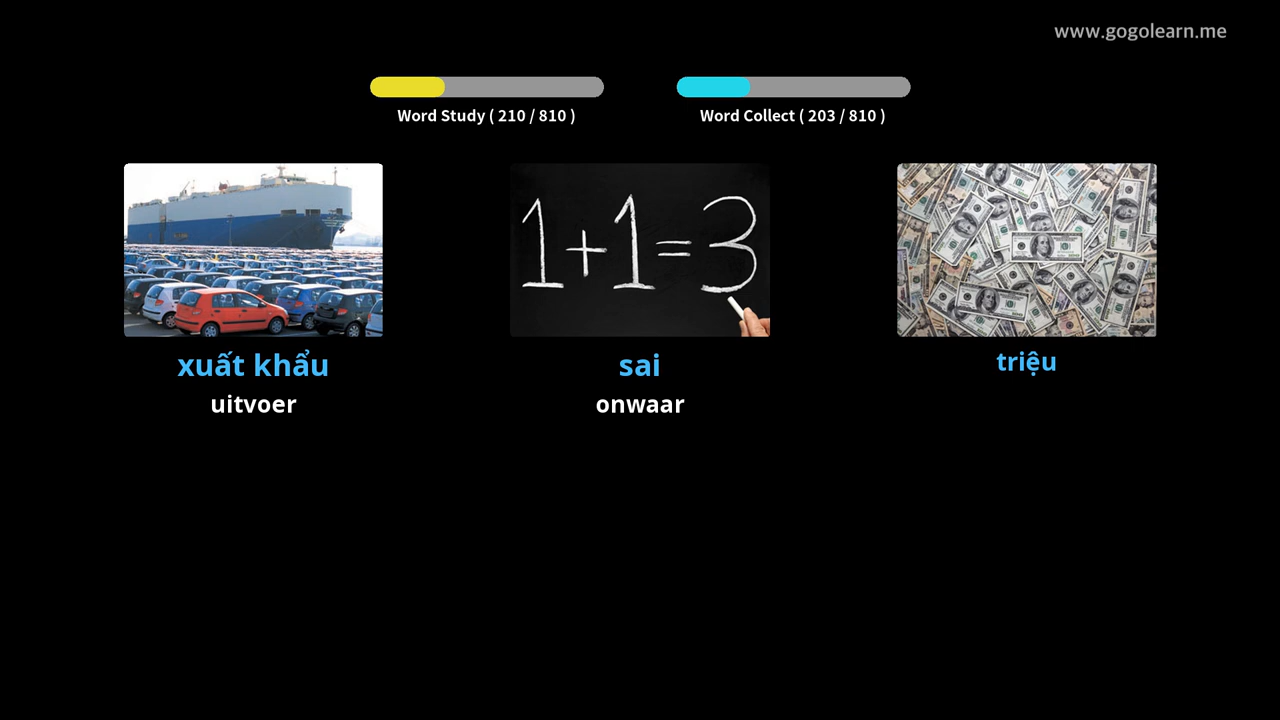 www.gogolearn.me
Word Study ( 210 / 810 )
Word Collect ( 203 / 810 )
1+1=3
xuất khẩu
sai
triệu
uitvoer
onwaar